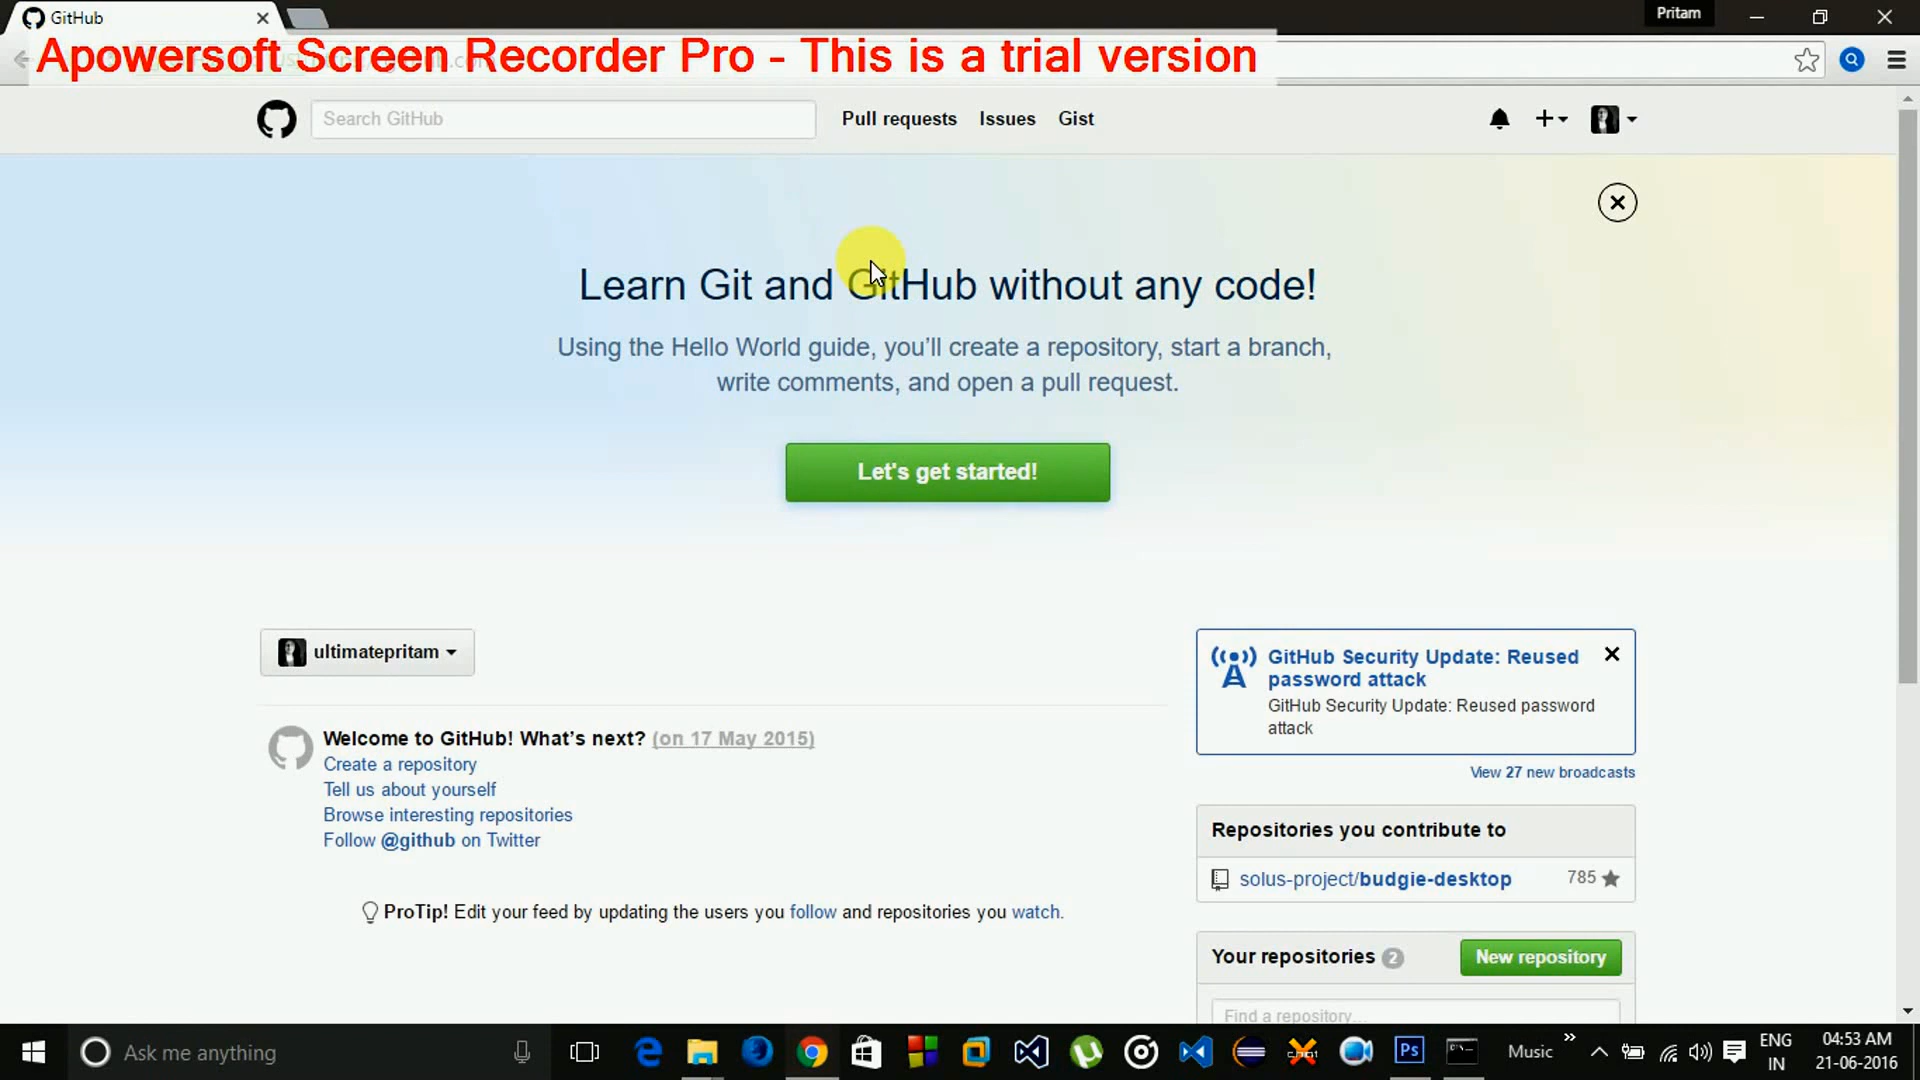 GitHub
Pritam
Apowersoft Screen Recorder Pro - This is a trial version
Search GitHub
Pull requests Issues Gist
Learn Git and GitHub without any code!
Using the Hello World guide, you’ll create a repository, start a branch,
write comments, and open a pull request.
Let's get started!
ultimatepritam
Welcome to GitHub! What’s next? (on 17 May 2015)
Create a repository
Tell us about yourself
Browse interesting repositories
Follow @github on Twitter
ProTip! Edit your feed by updating the users you follow and repositories you watch.
GitHub Security Update: Reused
password attack
GitHub Security Update: Reused password
attack
View 27 new broadcasts
Repositories you contribute to
solus-project/budgie-desktop 785
Your repositories 2 New repository
Find a repository...
Ask me anything
Ps
Music
ENG
IN
04:53 AM
21-06-2016